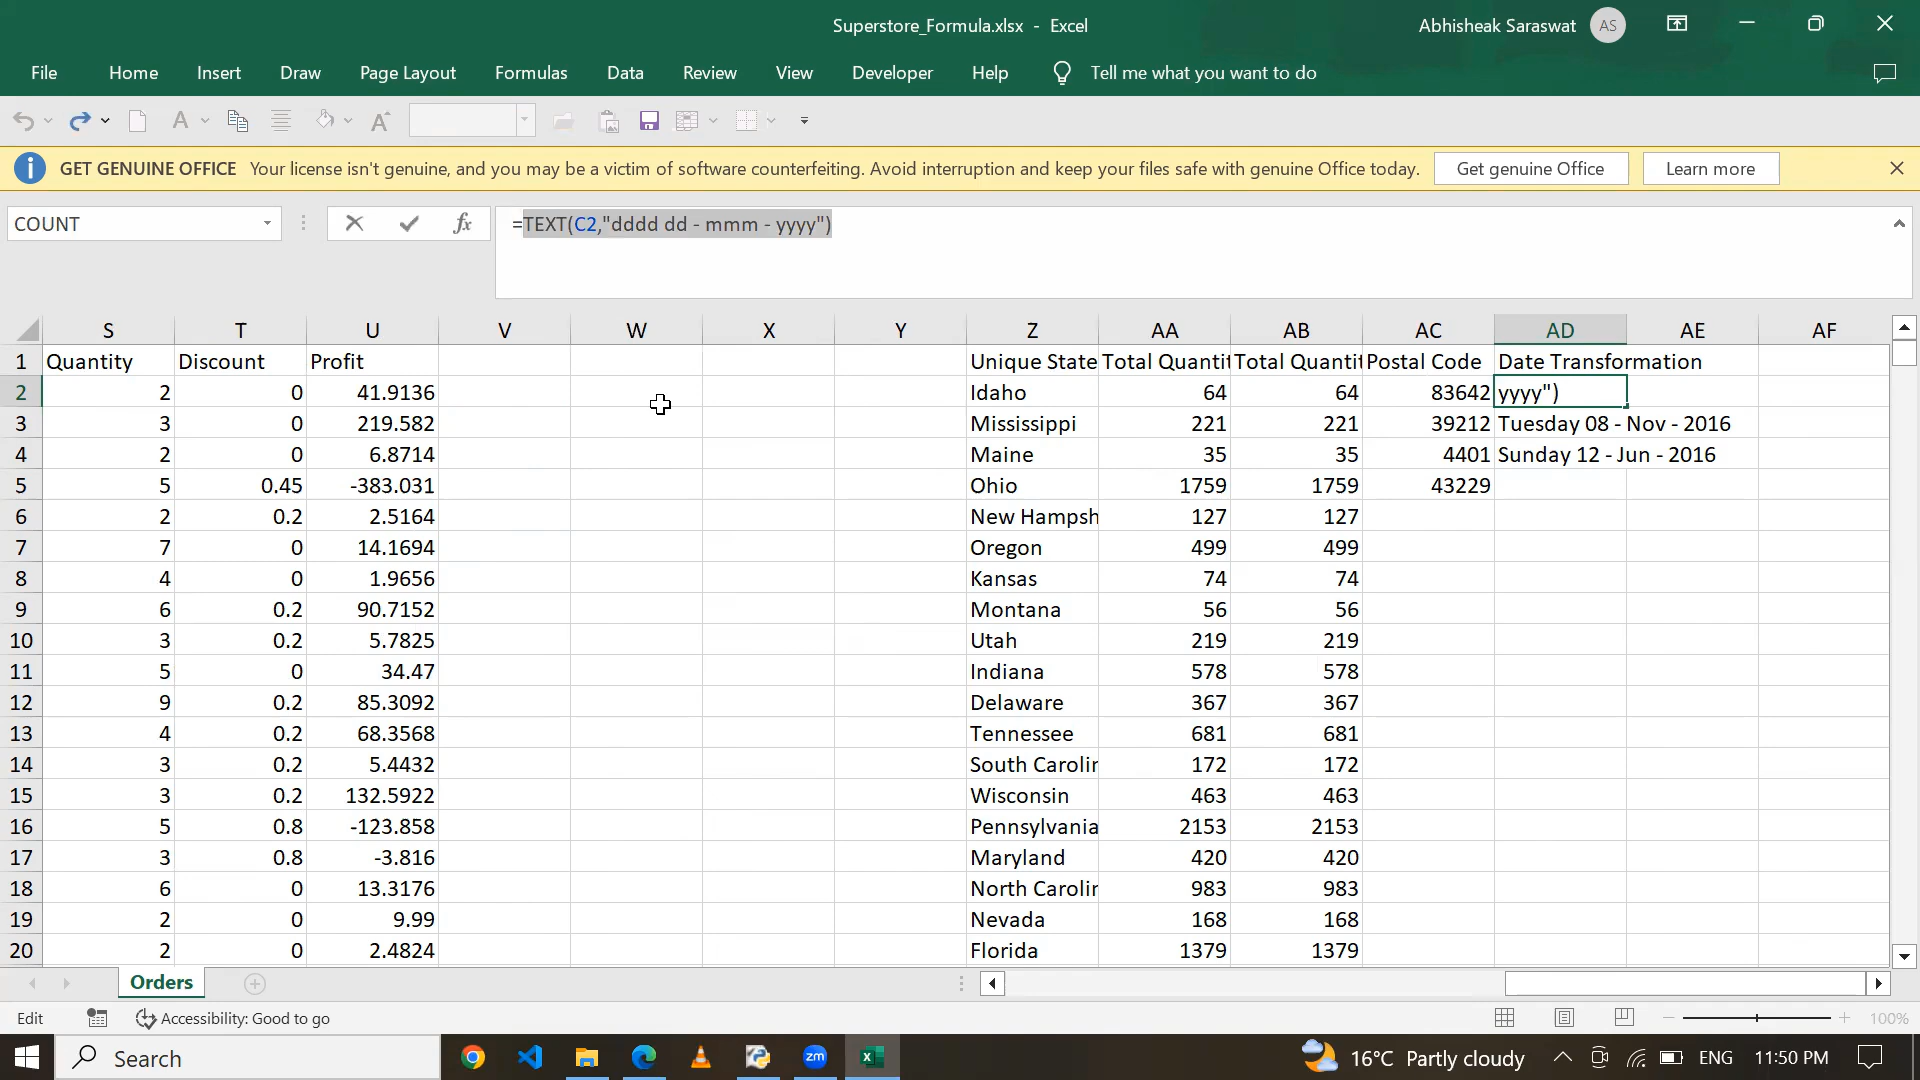 Superstore_Formula.xlsx - Excel
Abhisheak Saraswat AS
File Home Insert Draw Page Layout Formulas Data Review View Developer Help Tell me what you want to do
GET GENUINE OFFICE Your license isn't genuine, and you may be a victim of software counterfeiting. Avoid interruption and keep your files safe with genuine Office today. Get genuine Office Learn more
COUNT fx =TEXT(C2,"dddd dd - mmm - yyyy")
S T U V W X Y Z AA AB AC AD AE AF
1 Quantity Discount Profit Unique State Total Quantit Total Quantit Postal Code Date Transformation
2 2 0 41.9136 Idaho 64 64 83642 yyyy")
3 3 0 219.582 Mississippi 221 221 39212 Tuesday 08 - Nov - 2016
4 2 0 6.8714 Maine 35 35 4401 Sunday 12 - Jun - 2016
5 5 0.45 -383.031 Ohio 1759 1759 43229
6 2 0.2 2.5164 New Hampsh 127 127
7 7 0 14.1694 Oregon 499 499
8 4 0 1.9656 Kansas 74 74
9 6 0.2 90.7152 Montana 56 56
10 3 0.2 5.7825 Utah 219 219
11 5 0 34.47 Indiana 578 578
12 9 0.2 85.3092 Delaware 367 367
13 4 0.2 68.3568 Tennessee 681 681
14 3 0.2 5.4432 South Carolin 172 172
15 3 0.2 132.5922 Wisconsin 463 463
16 5 0.8 -123.858 Pennsylvania 2153 2153
17 3 0.8 -3.816 Maryland 420 420
18 6 0 13.3176 North Carolin 983 983
19 2 0 9.99 Nevada 168 168
20 2 0 2.4824 Florida 1379 1379
Orders
Edit Accessibility: Good to go 100%
Search zm 16°C Partly cloudy ENG 11:50 PM